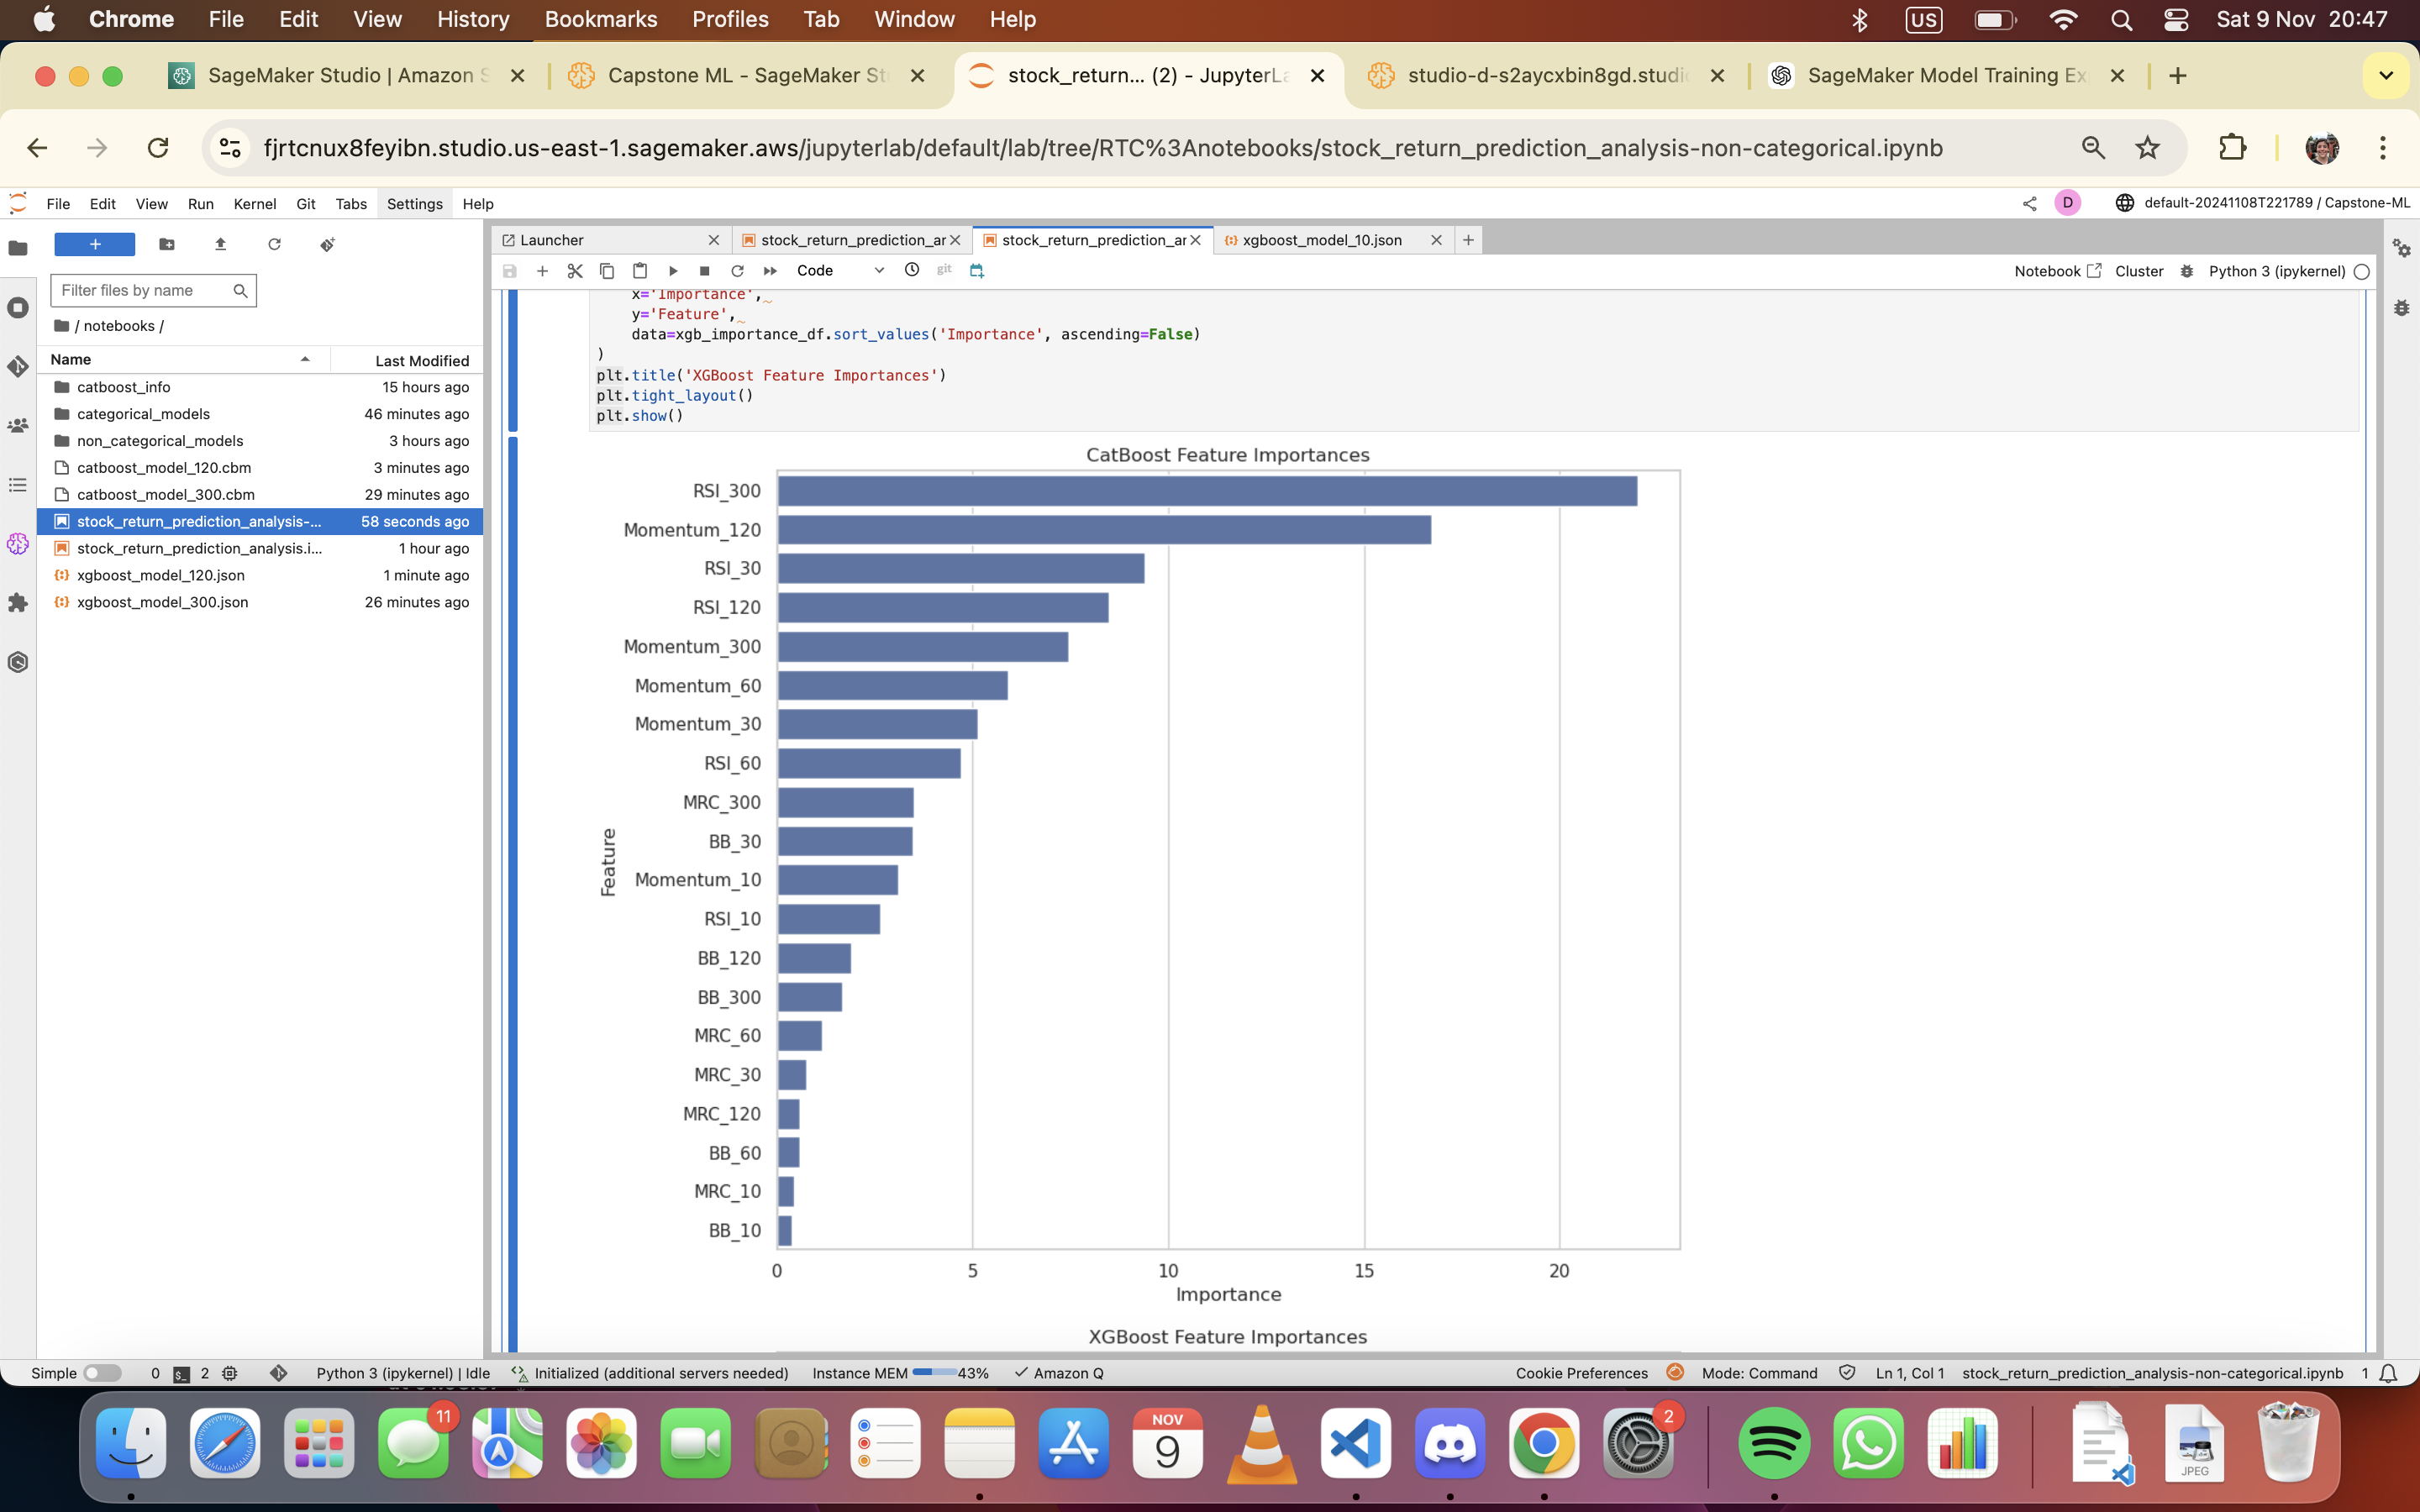 Chrome File Edit View History Bookmarks Profiles Tab Window Help US Sat 9 Nov 20:47
SageMaker Studio | Amazon S
Capstone ML - SageMaker St
stock_return... (2) - JupyterLa
studio-d-s2aycxbin8gd.studi
SageMaker Model Training Ex
fjrtcnux8feyibn.studio.us-east-1.sagemaker.aws/jupyterlab/default/lab/tree/RTC%3Anotebooks/stock_return_prediction_analysis-non-categorical.ipynb
File Edit View Run Kernel Git Tabs Settings Help
D default-20241108T221789 / Capstone-ML
Filter files by name
/ notebooks /
Name Last Modified
catboost_info 15 hours ago
categorical_models 46 minutes ago
non_categorical_models 3 hours ago
catboost_model_120.cbm 3 minutes ago
catboost_model_300.cbm 29 minutes ago
stock_return_prediction_analysis-... 58 seconds ago
stock_return_prediction_analysis.i... 1 hour ago
xgboost_model_120.json 1 minute ago
xgboost_model_300.json 26 minutes ago
Launcher
stock_return_prediction_ar
stock_return_prediction_ar
xgboost_model_10.json
Code git Notebook Cluster Python 3 (ipykernel)
x='Importance',
y='Feature',
data=xgb_importance_df.sort_values('Importance', ascending=False)
)
plt.title('XGBoost Feature Importances')
plt.tight_layout()
plt.show()
CatBoost Feature Importances
RSI_300
Momentum_120
RSI_30
RSI_120
Momentum_300
Momentum_60
Momentum_30
RSI_60
MRC_300
BB_30
Momentum_10
RSI_10
BB_120
BB_300
MRC_60
MRC_30
MRC_120
BB_60
MRC_10
BB_10
Feature
0 5 10 15 20
Importance
XGBoost Feature Importances
Simple 0 2 Python 3 (ipykernel) | Idle Initialized (additional servers needed) Instance MEM 43% Amazon Q Cookie Preferences Mode: Command Ln 1, Col 1 stock_return_prediction_analysis-non-categorical.ipynb 1
11
NOV
9
2
JPEG